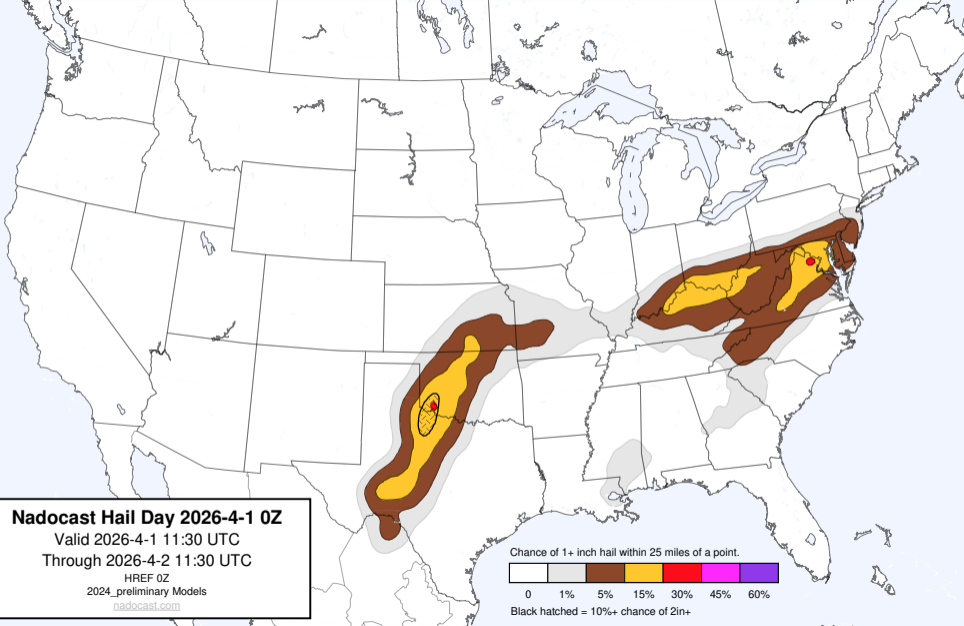 Nadocast Hail Day 2026-4-1 0Z
Valid 2026-4-1 11:30 UTC
Through 2026-4-2 11:30 UTC
HREF 0Z
2024_preliminary Models
nadocast.com
Chance of 1+ inch hail within 25 miles of a point.
0 1% 5% 15% 30% 45% 60%
Black hatched = 10%+ chance of 2in+